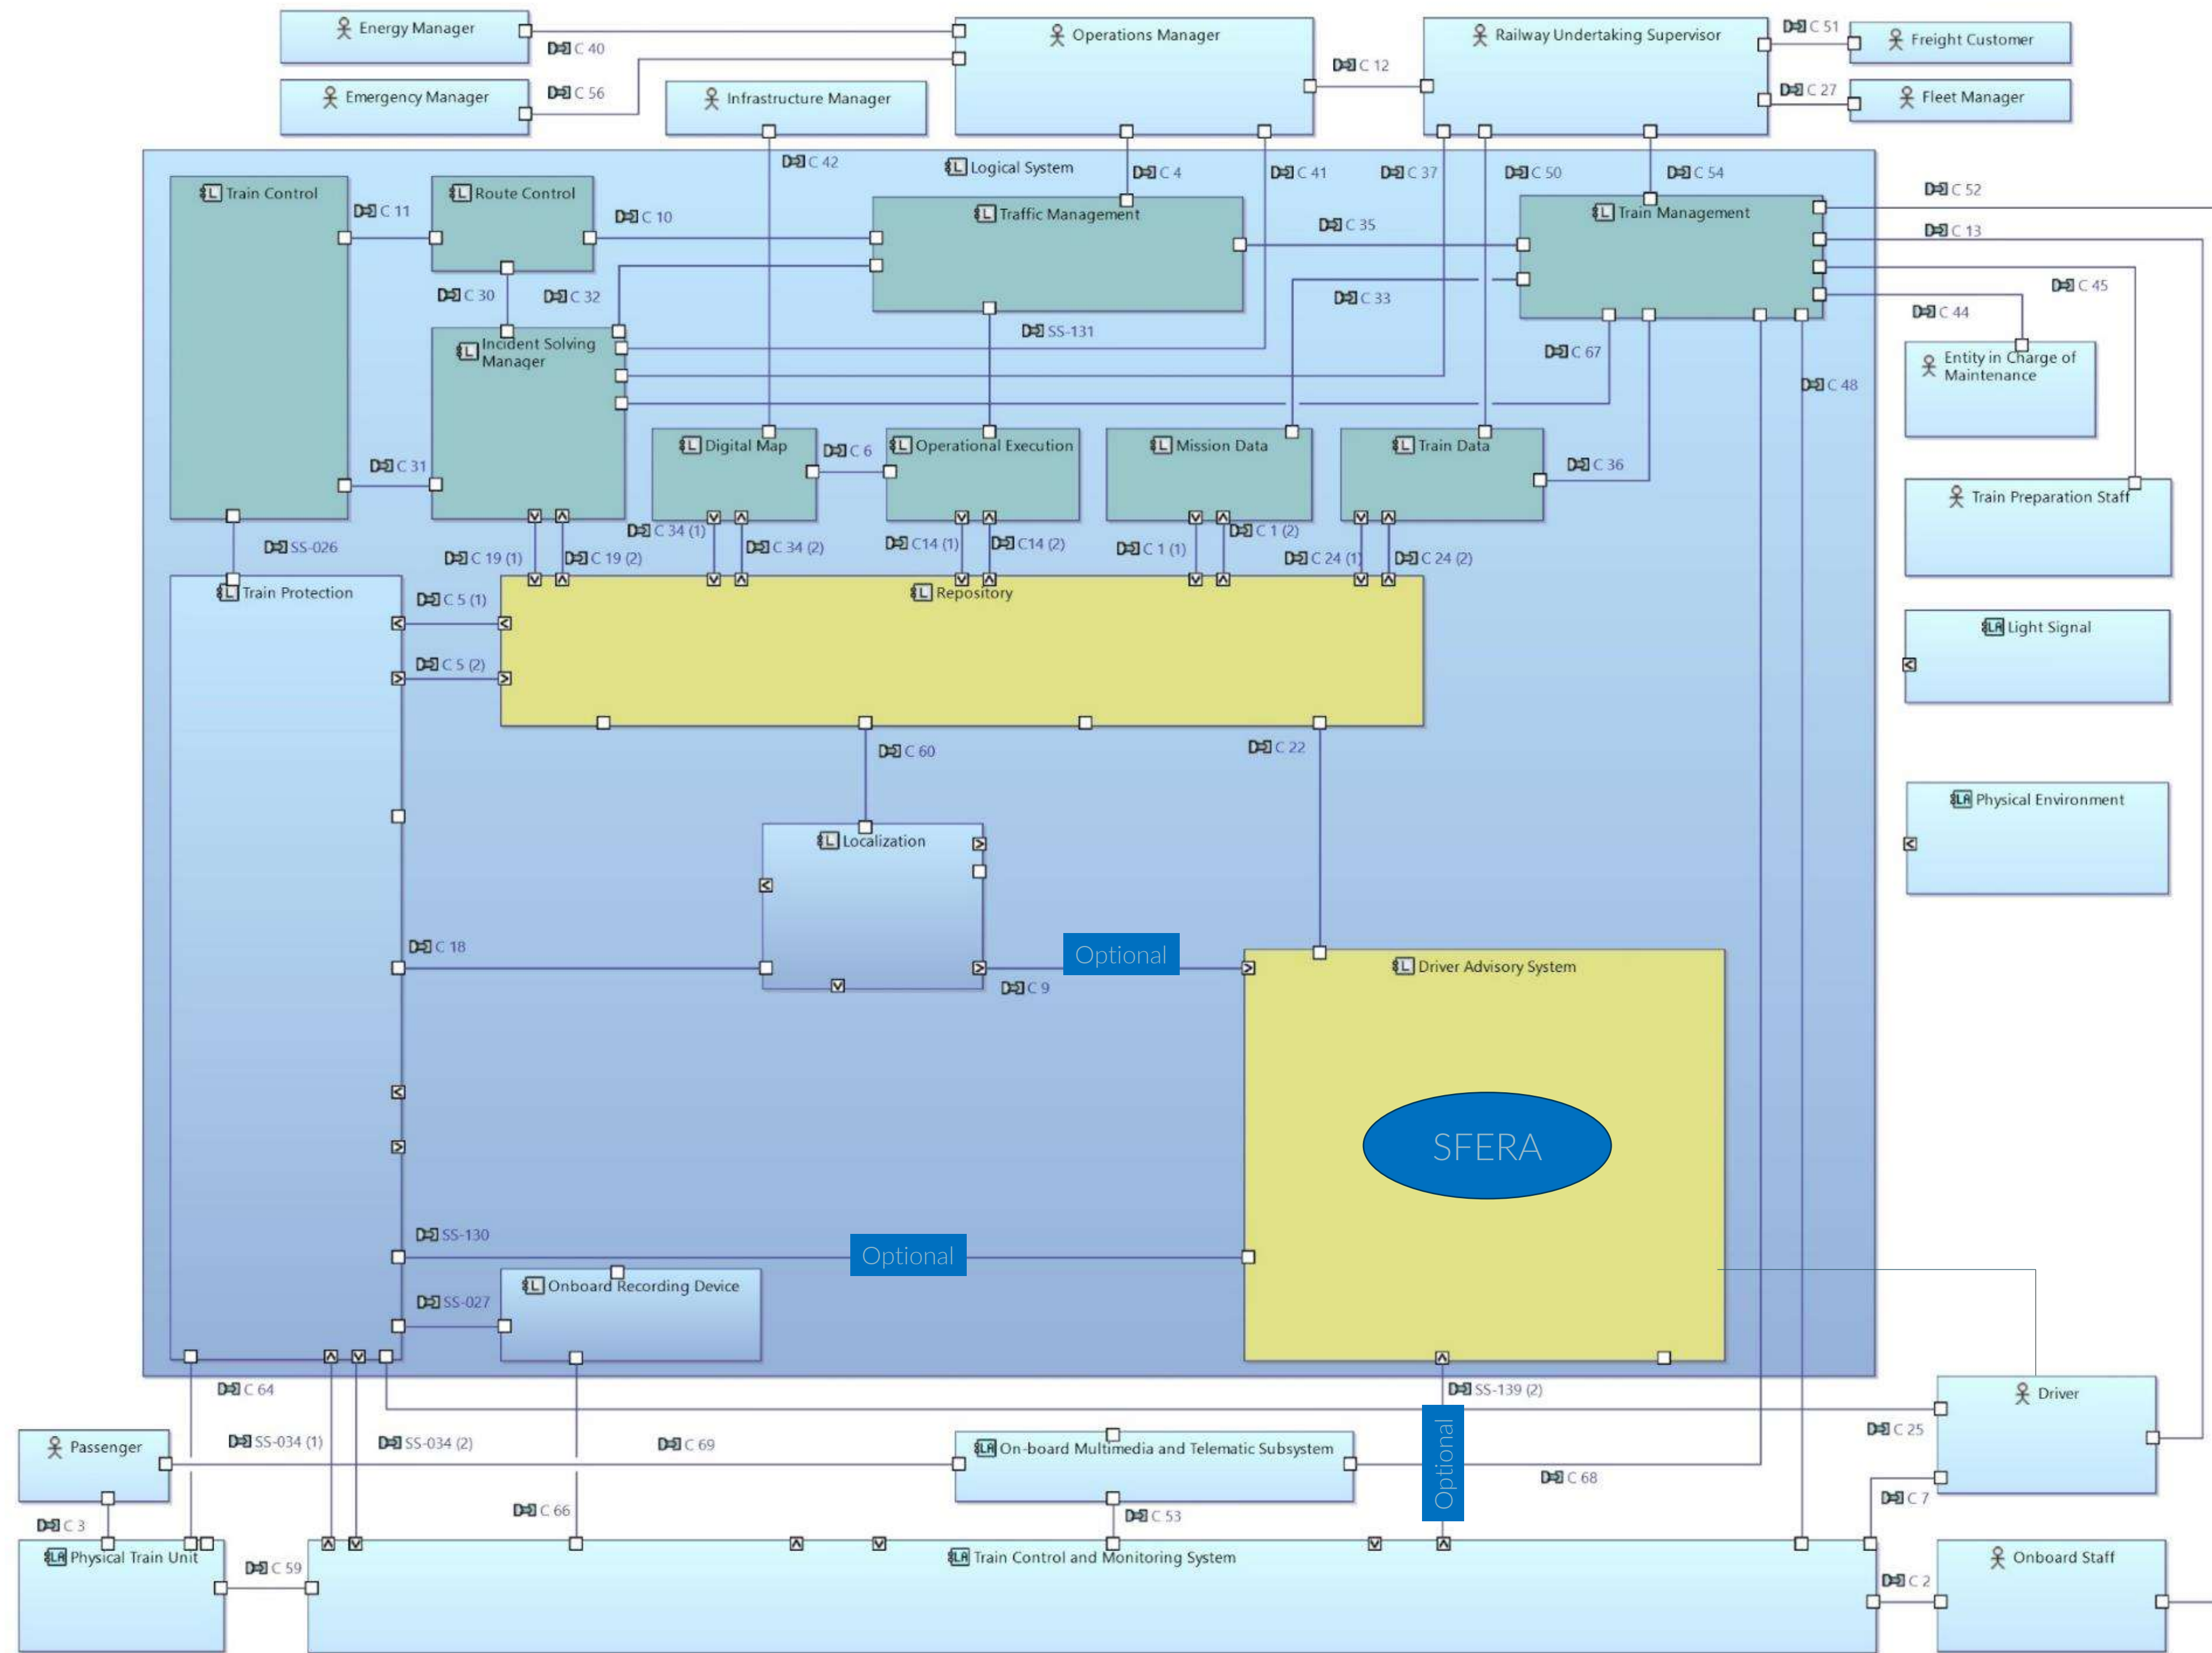 Energy Manager
C 40
Operations Manager
Railway Undertaking Supervisor
C 51
Freight Customer
C 12
Emergency Manager
C 56
Infrastructure Manager
C 27
Fleet Manager
C 42
Logical System
C 4
C 41
C 37
C 50
C 54
C 52
Train Control
C 11
Route Control
C 10
Traffic Management
C 35
Train Management
C 13
C 30
C 32
C 33
C 45
C 44
SS-131
Incident Solving
Manager
C 67
Entity in Charge of
Maintenance
C 48
C 31
Digital Map
C 6
Operational Execution
Mission Data
Train Data
C 36
Train Preparation Staff
SS-026
C 19 (1)
C 19 (2)
C 34 (1)
C 34 (2)
C14 (1)
C14 (2)
C 1 (1)
C 1 (2)
C 24 (1)
C 24 (2)
Train Protection
C 5 (1)
Repository
Light Signal
C 5 (2)
C 60
C 22
Physical Environment
Localization
C 18
Optional
C 9
Driver Advisory System
SFERA
SS-130
Optional
Onboard Recording Device
SS-027
C 64
SS-139 (2)
Driver
C 25
Passenger
SS-034 (1)
SS-034 (2)
C 69
On-board Multimedia and Telematic Subsystem
Optional
C 68
C 7
C 3
C 66
C 53
Physical Train Unit
C 59
Train Control and Monitoring System
C 2
Onboard Staff